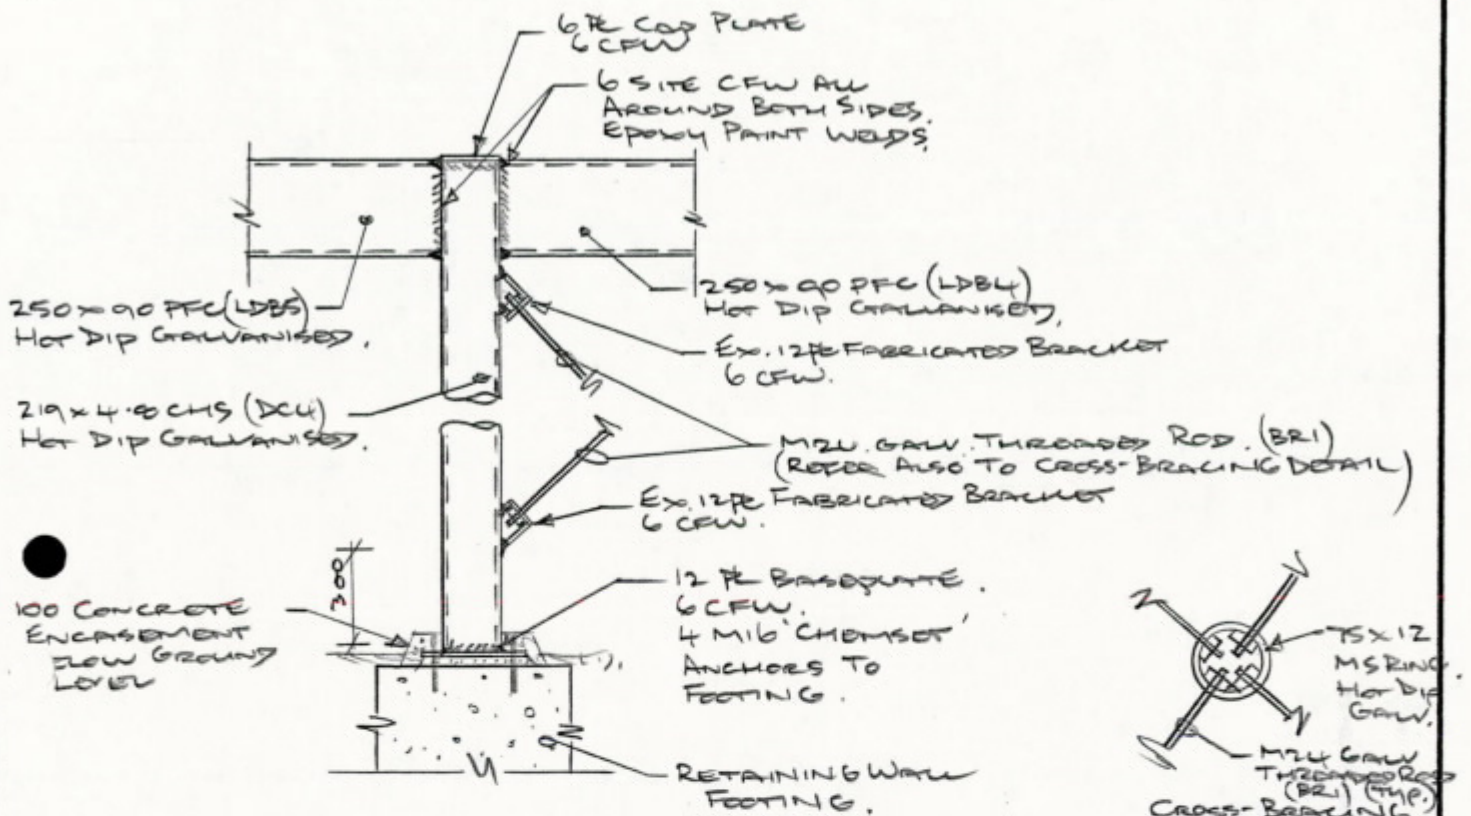 6 PL CAP PLATE
6 CFW
6 SITE CFW ALL
AROUND BOTH SIDES.
EPOXY PAINT WELDS.
250 x 90 PFC (LDB5)
HOT DIP GALVANISED.
250 x 90 PFC (LDB4)
HOT DIP GALVANISED.
EX. 12 PL FABRICATED BRACKET
6 CFW.
219 x 4.8 CHS (DC4)
HOT DIP GALVANISED.
M24 GALV. THREADED ROD. (BR1)
(REFER ALSO TO CROSS-BRACING DETAIL)
EX. 12 PL FABRICATED BRACKET
6 CFW.
300
100 CONCRETE
ENCASEMENT
ELOW GROUND
LEVEL
12 PL BASEPLATE.
6 CFW.
4 M16 'CHEMSET'
ANCHORS TO
FOOTING.
RETAINING WALL
FOOTING.
75 x 12
MS RING.
HOT DIP
GALV.
M24 GALV
THREADED ROD
(BR1) (TYP.)
CROSS-BRACING